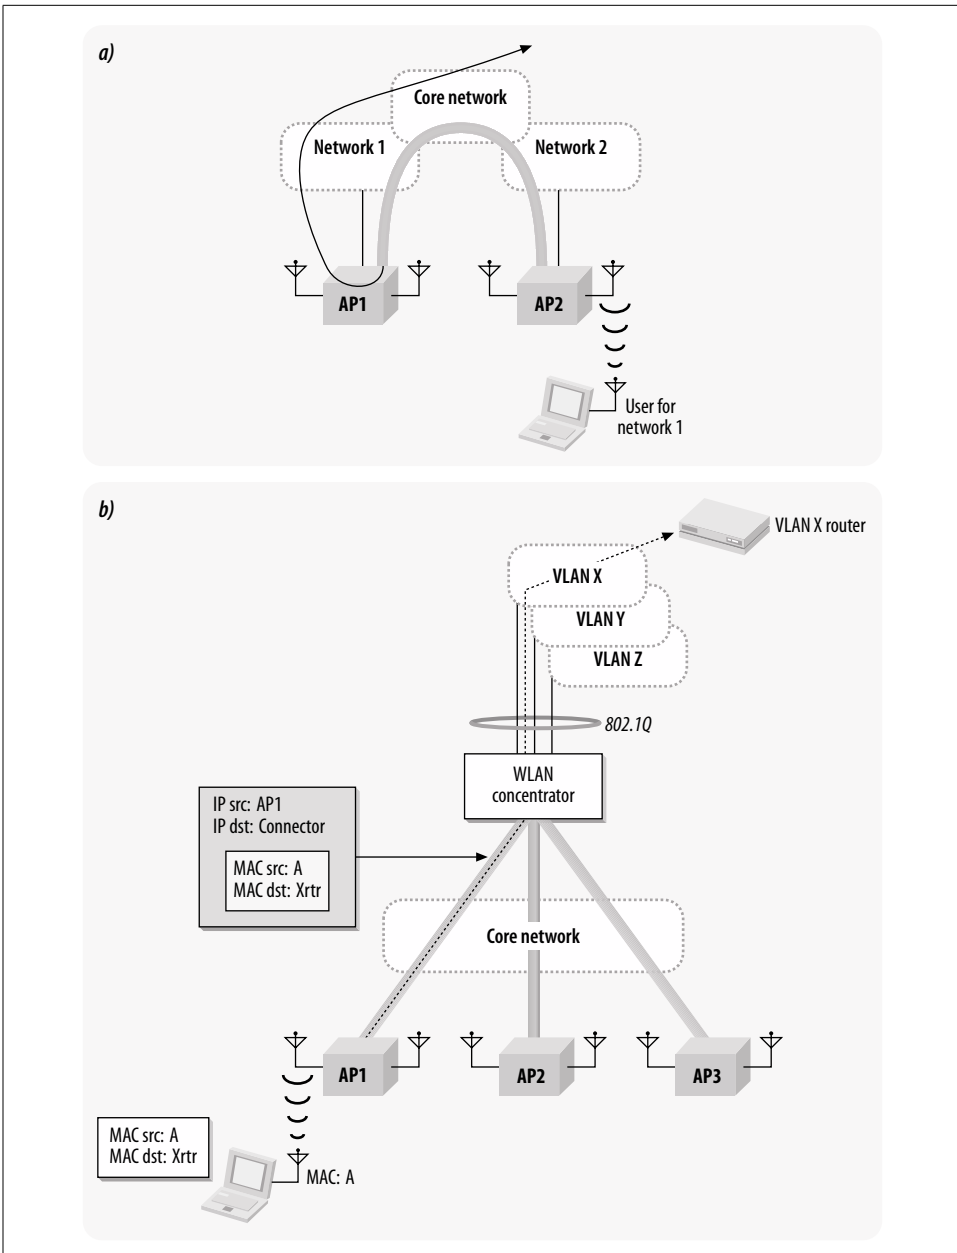 a)
Core network
Network 1
Network 2
AP1
AP2
User for
network 1
b)
VLAN X router
VLAN X
VLAN Y
VLAN Z
802.1Q
WLAN
concentrator
IP src: AP1
IP dst: Connector
MAC src: A
MAC dst: Xrtr
Core network
AP1
AP2
AP3
MAC src: A
MAC dst: Xrtr
MAC: A